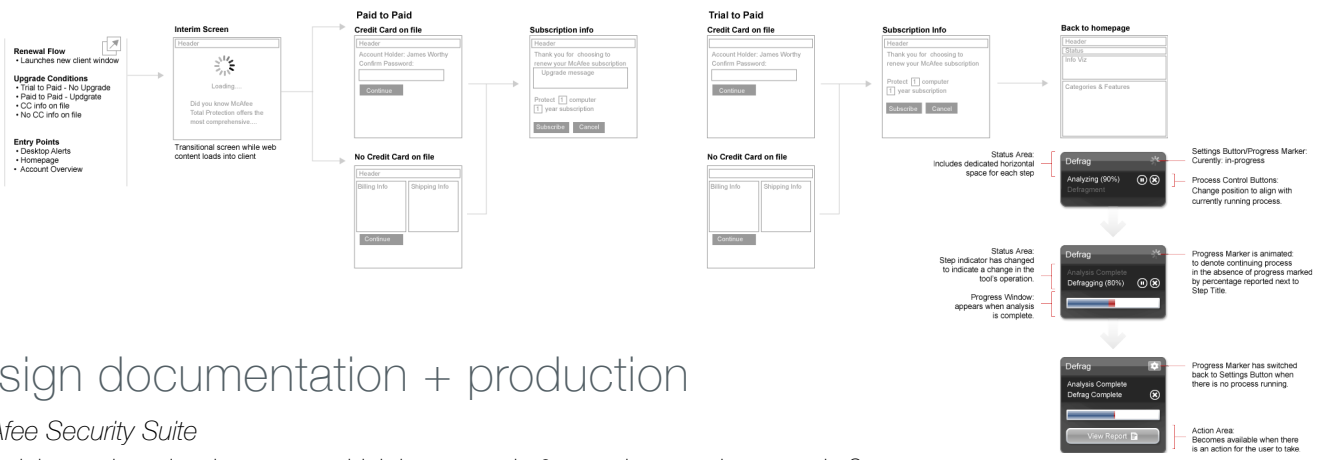 Renewal Flow
• Launches new client window
Upgrade Conditions
• Trial to Paid - No Upgrade
• Paid to Paid - Updgrate
• CC info on file
• No CC info on file
Entry Points
• Desktop Alerts
• Homepage
• Account Overview
Interim Screen
Header
Loading....
Did you know McAfee
Total Protection offers the
most comprehensive....
Transitional screen while web
content loads into client
Paid to Paid
Credit Card on file
Header
Account Holder: James Worthy
Confirm Password:
Continue
No Credit Card on file
Header
Billing Info
Shipping Info
Continue
Subscription info
Header
Thank you for choosing to
renew your McAfee subscription
Upgrade message
Protect 1 computer
1 year subscription
Subscribe Cancel
Trial to Paid
Credit Card on file
Header
Account Holder: James Worthy
Confirm Password:
Continue
No Credit Card on file
Billing Info
Shipping Info
Continue
Subscription Info
Header
Thank you for choosing to
renew your McAfee subscription
Protect 1 computer
1 year subscription
Subscribe Cancel
Back to homepage
Header
Status
Info Viz
Categories & Features
Status Area:
Includes dedicated horizontal
space for each step
Defrag
Analyzing (90%)
Defragment
Settings Button/Progress Marker:
Curently: in-progress
Process Control Buttons:
Change position to align with
currently running process.
Status Area:
Step indicator has changed
to indicate a change in the
tool's operation.
Progress Window:
appears when analysis
is complete.
Defrag
Analysis Complete
Defragging (80%)
Progress Marker is animated:
to denote continuing process
in the absence of progress marked
by percentage reported next to
Step Title.
Defrag
Analysis Complete
Defrag Complete
View Report
Progress Marker has switched
back to Settings Button when
there is no process running.
Action Area:
Becomes available when there
is an action for the user to take.
sign documentation + production
Afee Security Suite